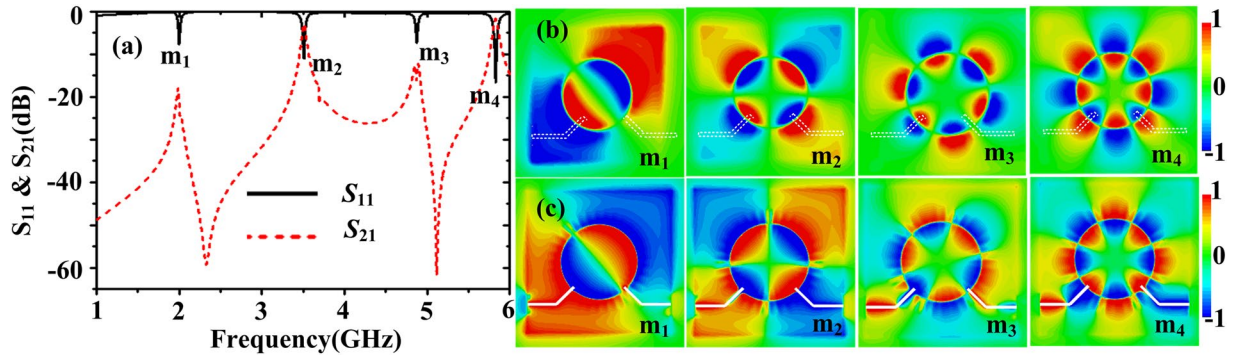 (a)
S11 & S21(dB)
0
-20
-40
-60
m1
m2
m3
m4
S11
S21
1 2 3 4 5 6
Frequency(GHz)
(b)
m1
m2
m3
m4
1
0
-1
(c)
m1
m2
m3
m4
1
0
-1